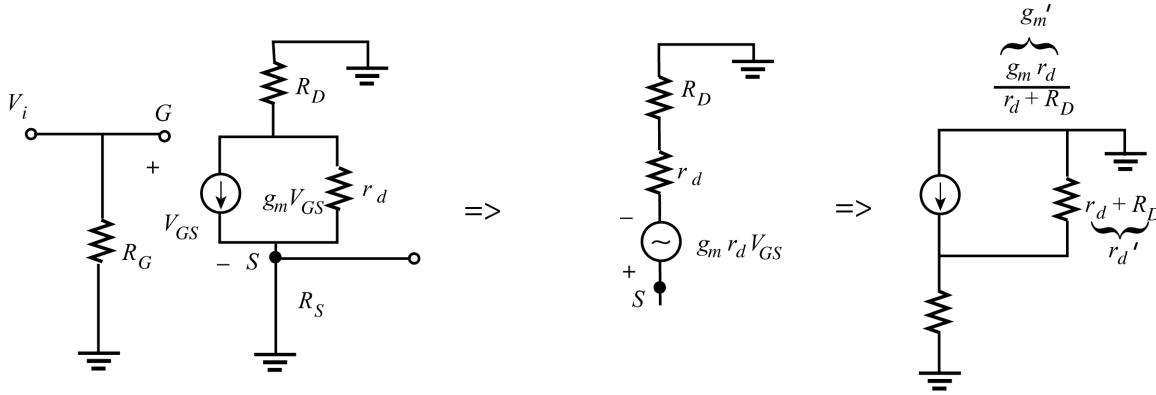 V_i
G
+
R_G
R_D
g_m V_GS
r_d
V_GS
– S
R_S
=>
R_D
r_d
–
g_m r_d V_GS
+
S
=>
g_m'
g_m r_d
r_d + R_D
r_d + R_D
r_d'